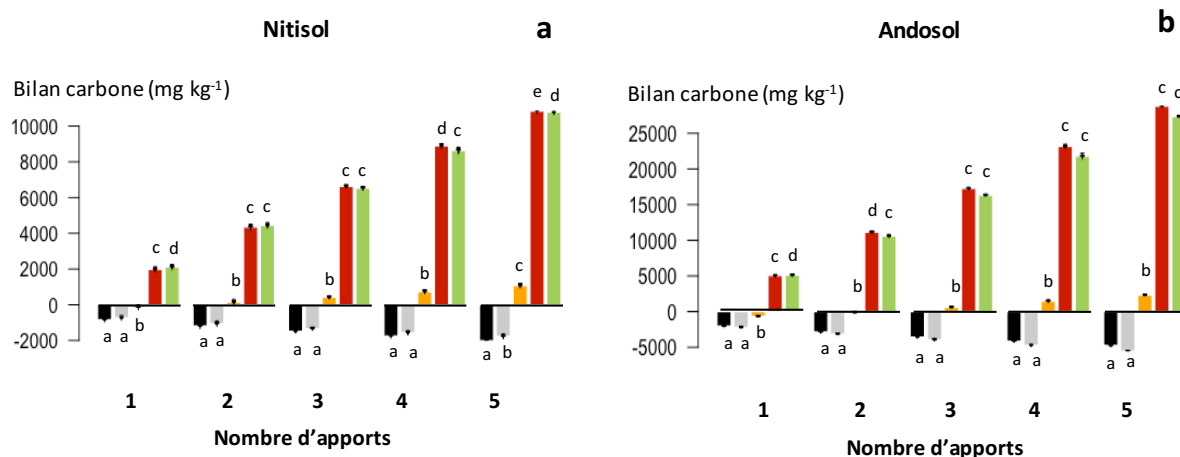 Nitisol
a
Bilan carbone (mg kg⁻¹)
10000
8000
6000
4000
2000
0
-2000
a a b c d
a a b c c
a a b c c
a a b d c
a b c e d
1 2 3 4 5
Nombre d’apports
Andosol
b
Bilan carbone (mg kg⁻¹)
25000
20000
15000
10000
5000
0
-5000
a a b c d
a a b d c
a a b c c
a a b c c
a a b c c
1 2 3 4 5
Nombre d’apports